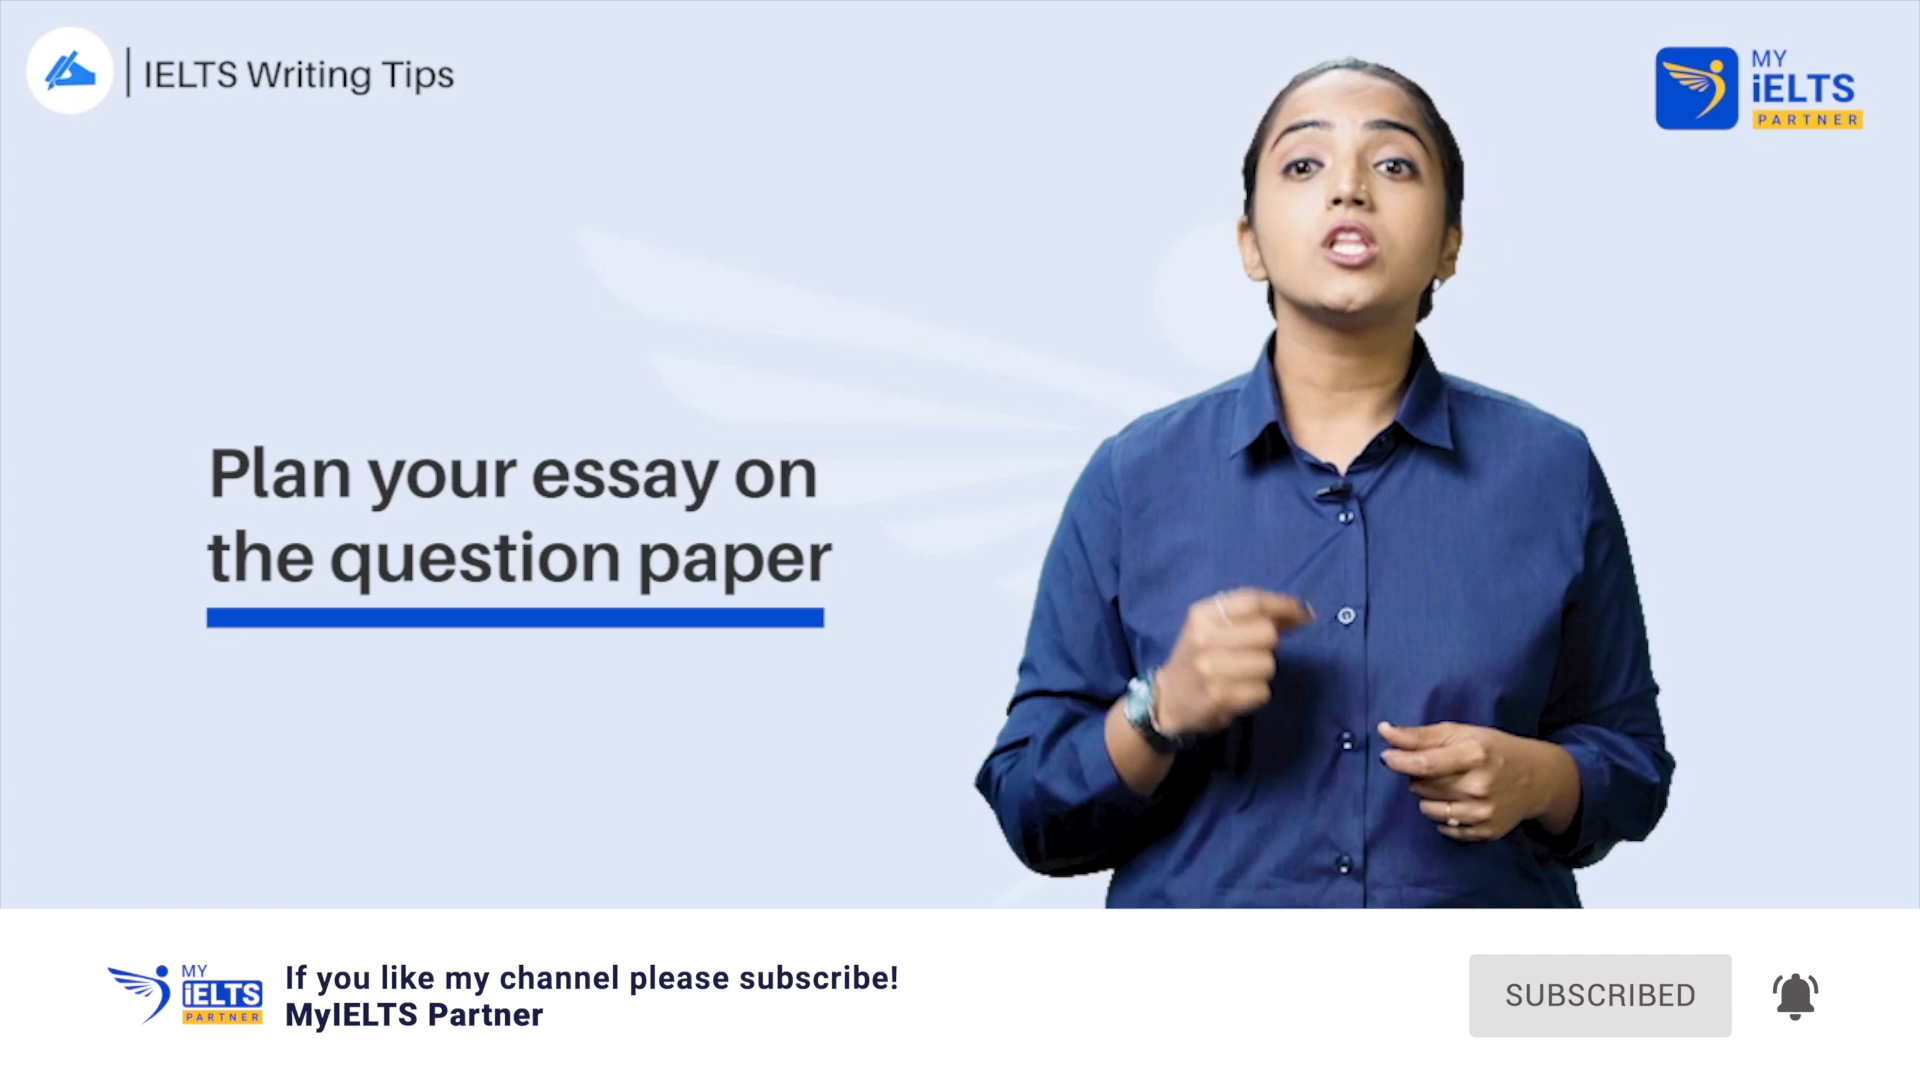 IELTS Writing Tips
MY
iELTS
PARTNER
Plan your essay on
the question paper
MY
iELTS
PARTNER
If you like my channel please subscribe!
MyIELTS Partner
SUBSCRIBED